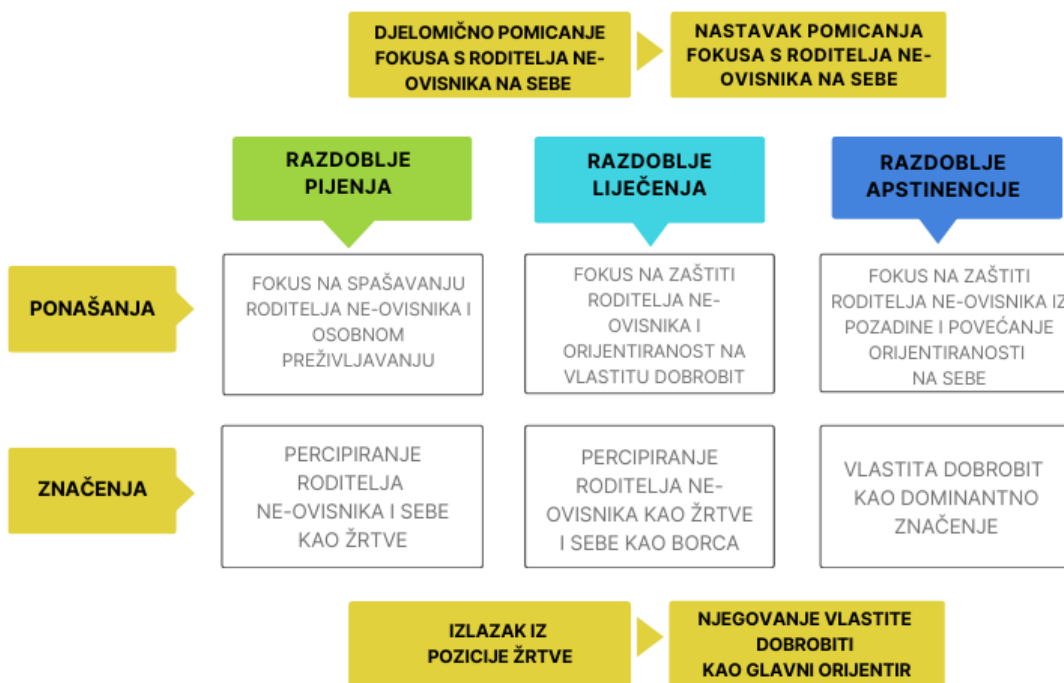 DJELOMIČNO POMICANJE
FOKUSA S RODITELJA NE-
OVISNIKA NA SEBE
NASTAVAK POMICANJA
FOKUSA S RODITELJA NE-
OVISNIKA NA SEBE
RAZDOBLJE
PIJENJA
RAZDOBLJE
LIJEČENJA
RAZDOBLJE
APSTINENCIJE
PONAŠANJA
FOKUS NA SPAŠAVANJU
RODITELJA NE-OVISNIKA I
OSOBNOM
PREŽIVLJAVANJU
FOKUS NA ZAŠTITI
RODITELJA NE-
OVISNIKA I
ORIJENTIRANOST NA
VLASTITU DOBROBIT
FOKUS NA ZAŠTITI
RODITELJA NE-OVISNIKA IZ
POZADINE I POVEĆANJE
ORIJENTIRANOSTI
NA SEBE
ZNAČENJA
PERCIPIRANJE
RODITELJA
NE-OVISNIKA I SEBE
KAO ŽRTVE
PERCIPIRANJE
RODITELJA NE-
OVISNIKA KAO ŽRTVE
I SEBE KAO BORCA
VLASTITA DOBROBIT
KAO DOMINANTNO
ZNAČENJE
IZLAZAK IZ
POZICIJE ŽRTVE
NJEGOVANJE VLASTITE
DOBROBITI
KAO GLAVNI ORIJENTIR